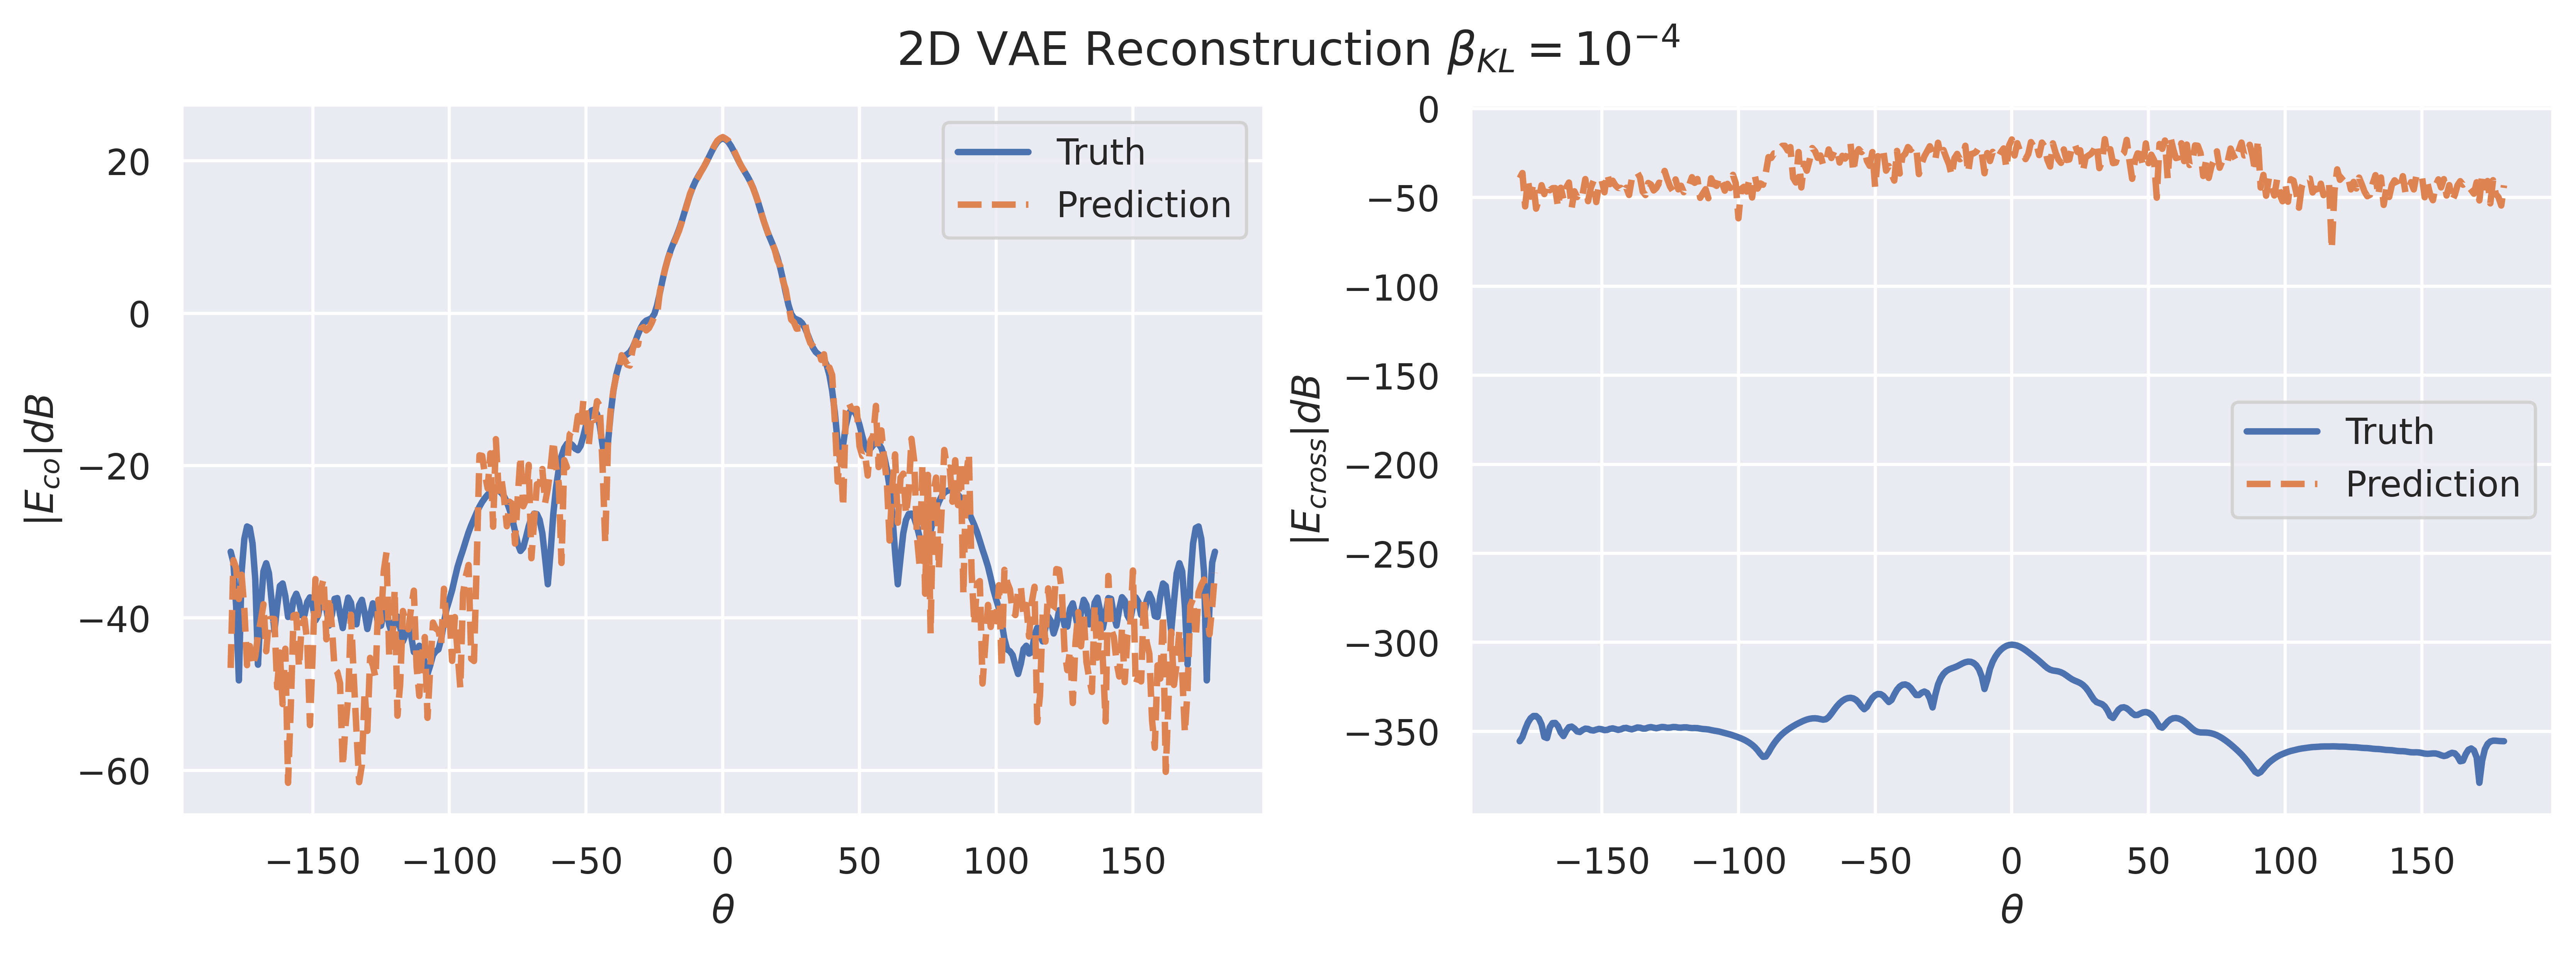 2D VAE Reconstruction β_KL = 10^−4
|E_co|dB
20
0
−20
−40
−60
Truth
Prediction
−150 −100 −50 0 50 100 150
θ
|E_cross|dB
0
−50
−100
−150
−200
−250
−300
−350
Truth
Prediction
−150 −100 −50 0 50 100 150
θ